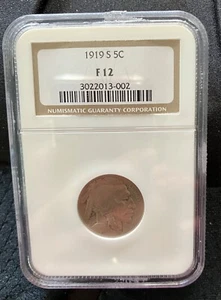 1919 S 5C
F 12
3022013-002
NUMISMATIC GUARANTY CORPORATION